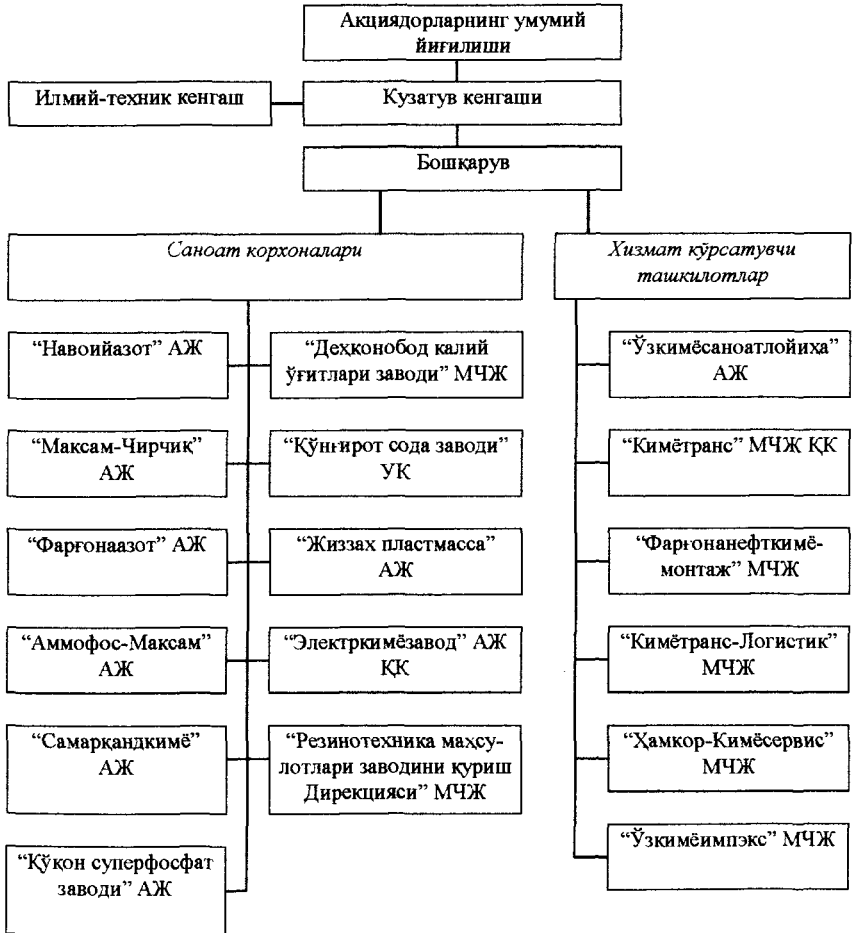 Акциядорларнинг умумий
йиғилиши
Илмий-техник кенгаш
Кузатув кенгаши
Бошқарув
Саноат корхоналари
Хизмат кўрсатувчи
ташкилотлар
“Навоийазот” АЖ
“Деҳқонобод калий
ўғитлари заводи” МЧЖ
“Ўзкимёсаноатлойиҳа”
АЖ
“Максам-Чирчиқ”
АЖ
“Қўнғирот сода заводи”
УК
“Кимётранс” МЧЖ ҚК
“Фарғонаазот” АЖ
“Жиззах пластмасса”
АЖ
“Фарғонанефткимё-
монтаж” МЧЖ
“Аммофос-Максам”
АЖ
“Электркимёзавод” АЖ
ҚК
“Кимётранс-Логистик”
МЧЖ
“Самарқандкимё”
АЖ
“Резинотехника маҳсу-
лотлари заводини қуриш
Дирекцияси” МЧЖ
“Ҳамкор-Кимёсервис”
МЧЖ
“Қўқон суперфосфат
заводи” АЖ
“Ўзкимёимпэкс” МЧЖ